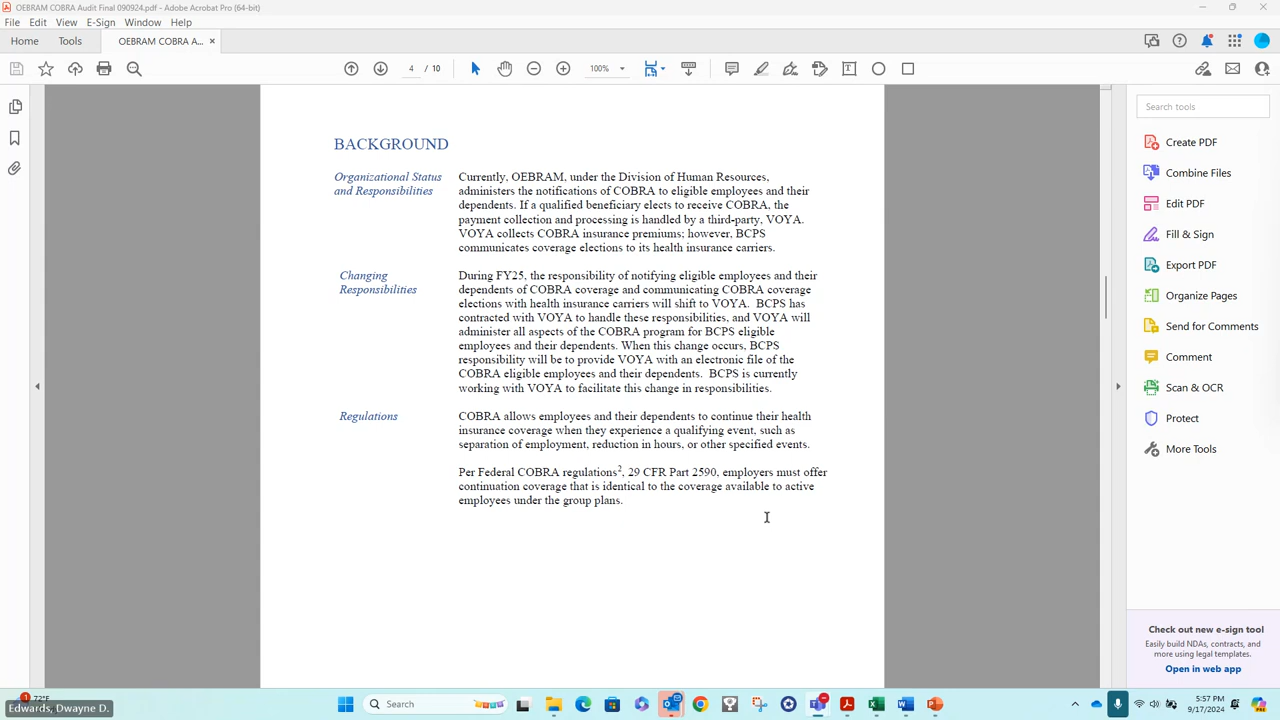 OEBRAM COBRA Audit Final 090924.pdf - Adobe Acrobat Pro (64-bit)
File Edit View E-Sign Window Help
Home Tools OEBRAM COBRA A... ×
4 / 10 100%
Search tools
Create PDF
Combine Files
Edit PDF
Fill & Sign
Export PDF
Organize Pages
Send for Comments
Comment
Scan & OCR
Protect
More Tools
BACKGROUND
Organizational Status
and Responsibilities
Currently, OEBRAM, under the Division of Human Resources,
administers the notifications of COBRA to eligible employees and their
dependents. If a qualified beneficiary elects to receive COBRA, the
payment collection and processing is handled by a third-party, VOYA.
VOYA collects COBRA insurance premiums; however, BCPS
communicates coverage elections to its health insurance carriers.
Changing
Responsibilities
During FY25, the responsibility of notifying eligible employees and their
dependents of COBRA coverage and communicating COBRA coverage
elections with health insurance carriers will shift to VOYA. BCPS has
contracted with VOYA to handle these responsibilities, and VOYA will
administer all aspects of the COBRA program for BCPS eligible
employees and their dependents. When this change occurs, BCPS
responsibility will be to provide VOYA with an electronic file of the
COBRA eligible employees and their dependents. BCPS is currently
working with VOYA to facilitate this change in responsibilities.
Regulations
COBRA allows employees and their dependents to continue their health
insurance coverage when they experience a qualifying event, such as
separation of employment, reduction in hours, or other specified events.
Per Federal COBRA regulations², 29 CFR Part 2590, employers must offer
continuation coverage that is identical to the coverage available to active
employees under the group plans.
Check out new e-sign tool
Easily build NDAs, contracts, and
more using legal templates.
Open in web app
1 72°F
Edwards, Dwayne D.
Search
5:57 PM
9/17/2024